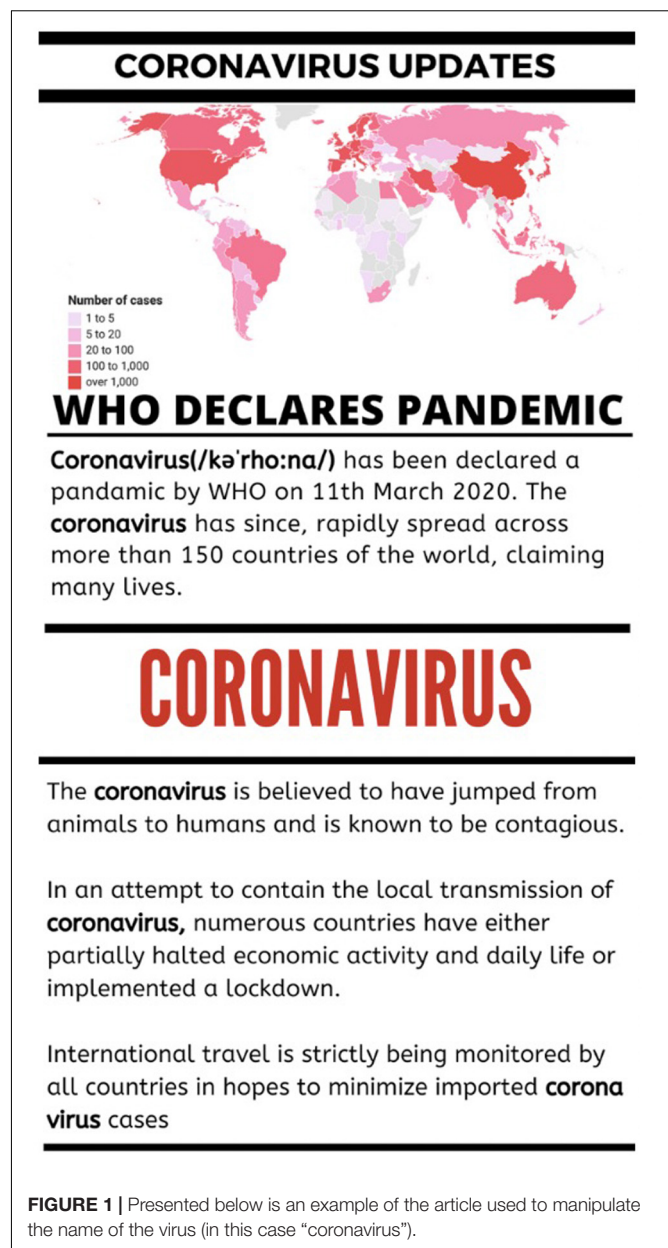 CORONAVIRUS UPDATES
Number of cases
1 to 5
5 to 20
20 to 100
100 to 1,000
over 1,000
WHO DECLARES PANDEMIC
Coronavirus(/kə'rho:na/) has been declared a
pandamic by WHO on 11th March 2020. The
coronavirus has since, rapidly spread across
more than 150 countries of the world, claiming
many lives.
CORONAVIRUS
The coronavirus is believed to have jumped from
animals to humans and is known to be contagious.
In an attempt to contain the local transmission of
coronavirus, numerous countries have either
partially halted economic activity and daily life or
implemented a lockdown.
International travel is strictly being monitored by
all countries in hopes to minimize imported corona
virus cases
FIGURE 1 | Presented below is an example of the article used to manipulate
the name of the virus (in this case “coronavirus”).